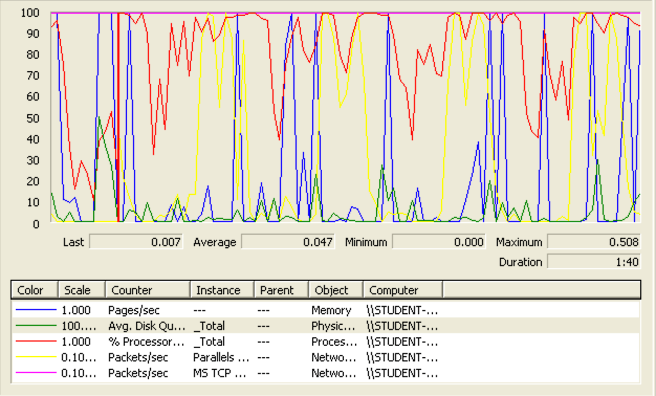 100
90
80
70
60
50
40
30
20
10
0
Last 0.007 Average 0.047 Minimum 0.000 Maximum 0.508
Duration 1:40
Color Scale Counter Instance Parent Object Computer
1.000 Pages/sec --- --- Memory \\STUDENT-...
100.... Avg. Disk Qu... _Total --- Physic... \\STUDENT-...
1.000 % Processor... _Total --- Proces... \\STUDENT-...
0.10... Packets/sec Parallels ... --- Netwo... \\STUDENT-...
0.10... Packets/sec MS TCP ... --- Netwo... \\STUDENT-...